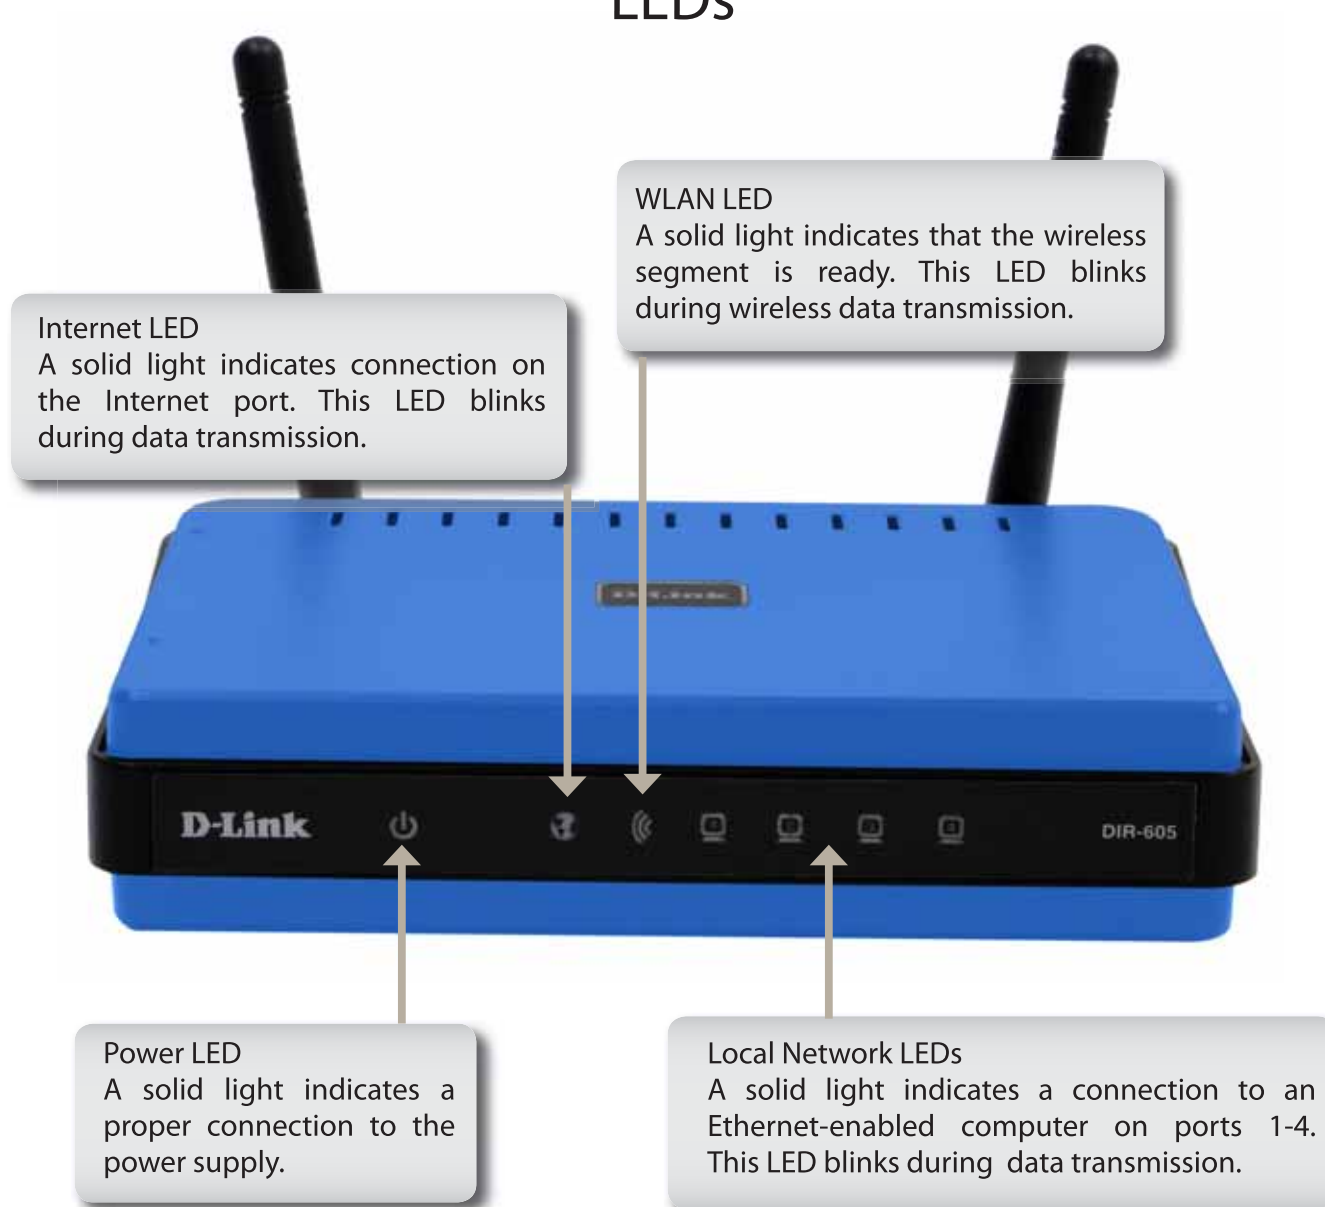 LEDs
WLAN LED
A solid light indicates that the wireless
segment is ready. This LED blinks
during wireless data transmission.
Internet LED
A solid light indicates connection on
the Internet port. This LED blinks
during data transmission.
D-Link
D-Link
DIR-605
Power LED
A solid light indicates a
proper connection to the
power supply.
Local Network LEDs
A solid light indicates a connection to an
Ethernet-enabled computer on ports 1-4.
This LED blinks during data transmission.